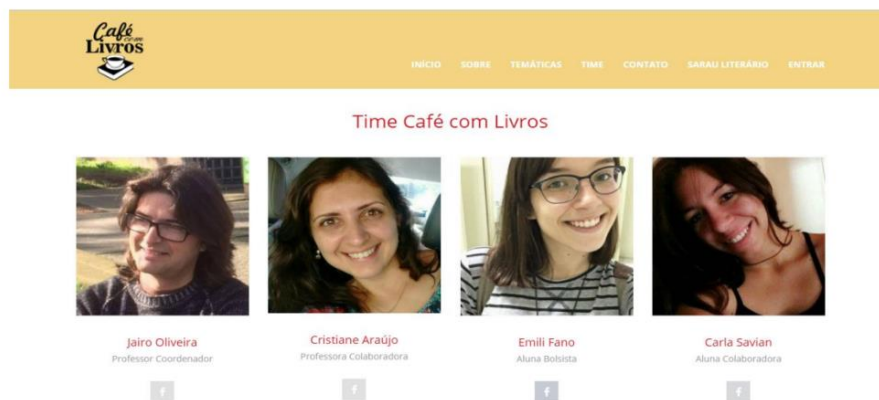 Café
com
Livros
INÍCIO SOBRE TEMÁTICAS TIME CONTATO SARAU LITERÁRIO ENTRAR
Time Café com Livros
Jairo Oliveira Cristiane Araújo Emili Fano Carla Savian
Professor Coordenador Professora Colaboradora Aluna Bolsista Aluna Colaboradora
f f f f